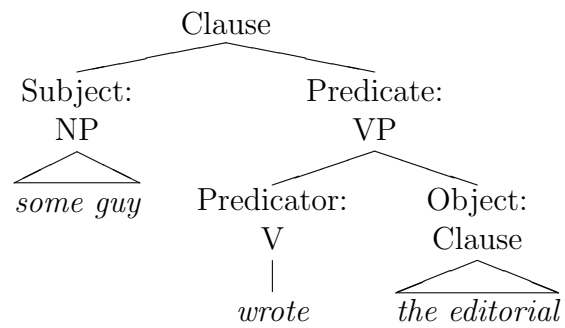 Clause
Subject: Predicate:
NP VP
some guy Predicator: Object:
V Clause
wrote the editorial